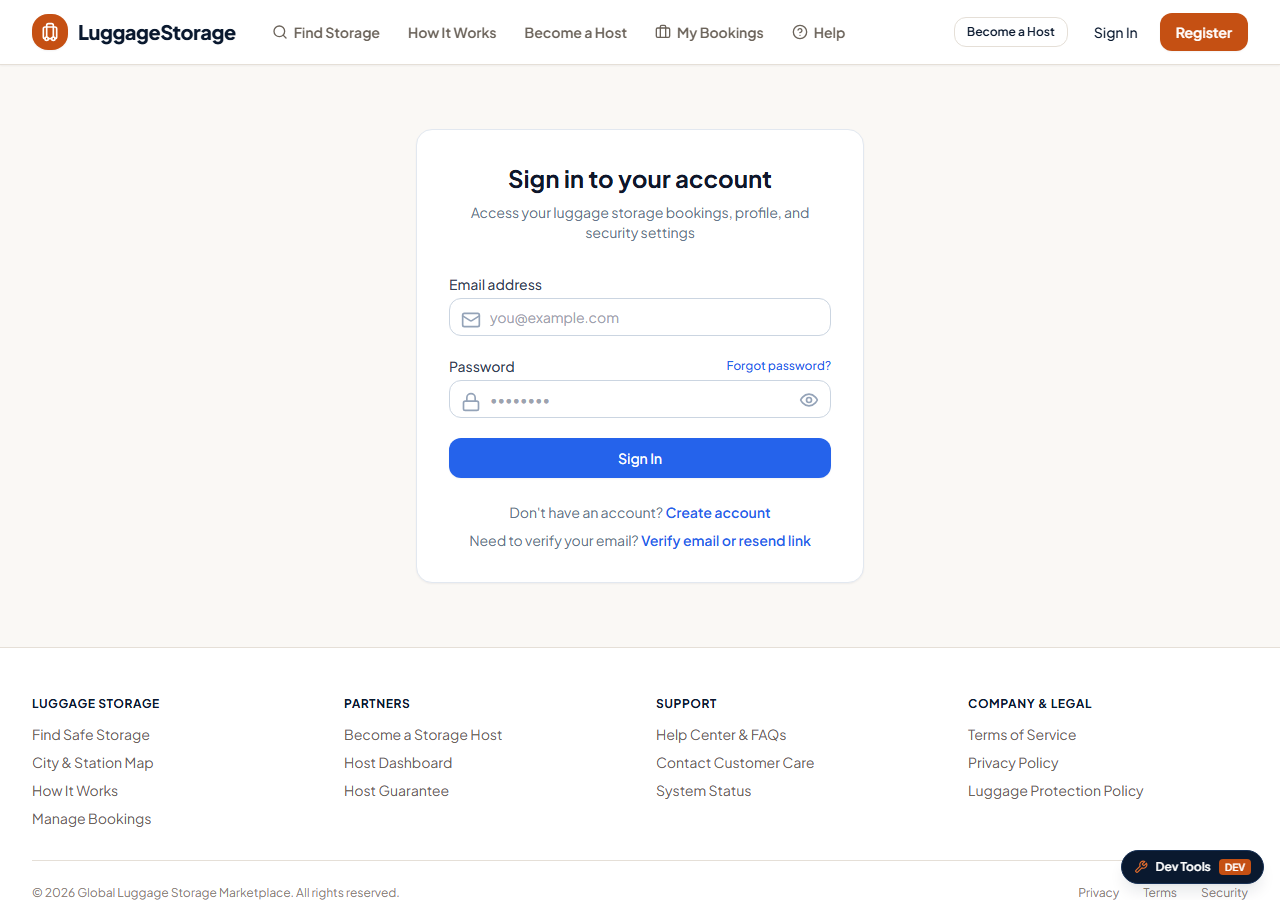 LuggageStorage
Find Storage
How It Works
Become a Host
My Bookings
Help
Become a Host
Sign In
Register
Sign in to your account
Access your luggage storage bookings, profile, and
security settings
Email address
you@example.com
Password
Forgot password?
••••••••
Sign In
Don't have an account? Create account
Need to verify your email? Verify email or resend link
LUGGAGE STORAGE
Find Safe Storage
City & Station Map
How It Works
Manage Bookings
PARTNERS
Become a Storage Host
Host Dashboard
Host Guarantee
SUPPORT
Help Center & FAQs
Contact Customer Care
System Status
COMPANY & LEGAL
Terms of Service
Privacy Policy
Luggage Protection Policy
Dev Tools DEV
© 2026 Global Luggage Storage Marketplace. All rights reserved.
Privacy
Terms
Security